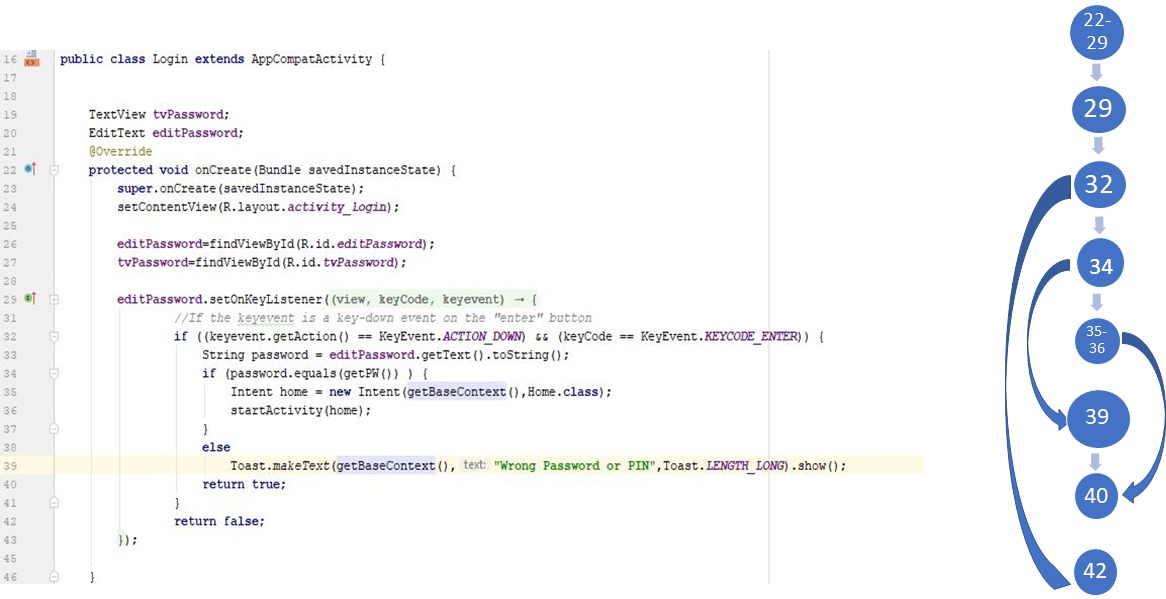 16 public class Login extends AppCompatActivity {
17
18
19 TextView tvPassword;
20 EditText editPassword;
21 @Override
22 protected void onCreate(Bundle savedInstanceState) {
23 super.onCreate(savedInstanceState);
24 setContentView(R.layout.activity_login);
25
26 editPassword=findViewById(R.id.editPassword);
27 tvPassword=findViewById(R.id.tvPassword);
28
29 editPassword.setOnKeyListener((view, keyCode, keyevent) → {
31 //If the keyevent is a key-down event on the "enter" button
32 if ((keyevent.getAction() == KeyEvent.ACTION_DOWN) && (keyCode == KeyEvent.KEYCODE_ENTER)) {
33 String password = editPassword.getText().toString();
34 if (password.equals(getPW()) ) {
35 Intent home = new Intent(getBaseContext(),Home.class);
36 startActivity(home);
37 }
38 else
39 Toast.makeText(getBaseContext(), text: "Wrong Password or PIN",Toast.LENGTH_LONG).show();
40 return true;
41 }
42 return false;
43 });
45
46 }
22-
29
29
32
34
35-
36
39
40
42